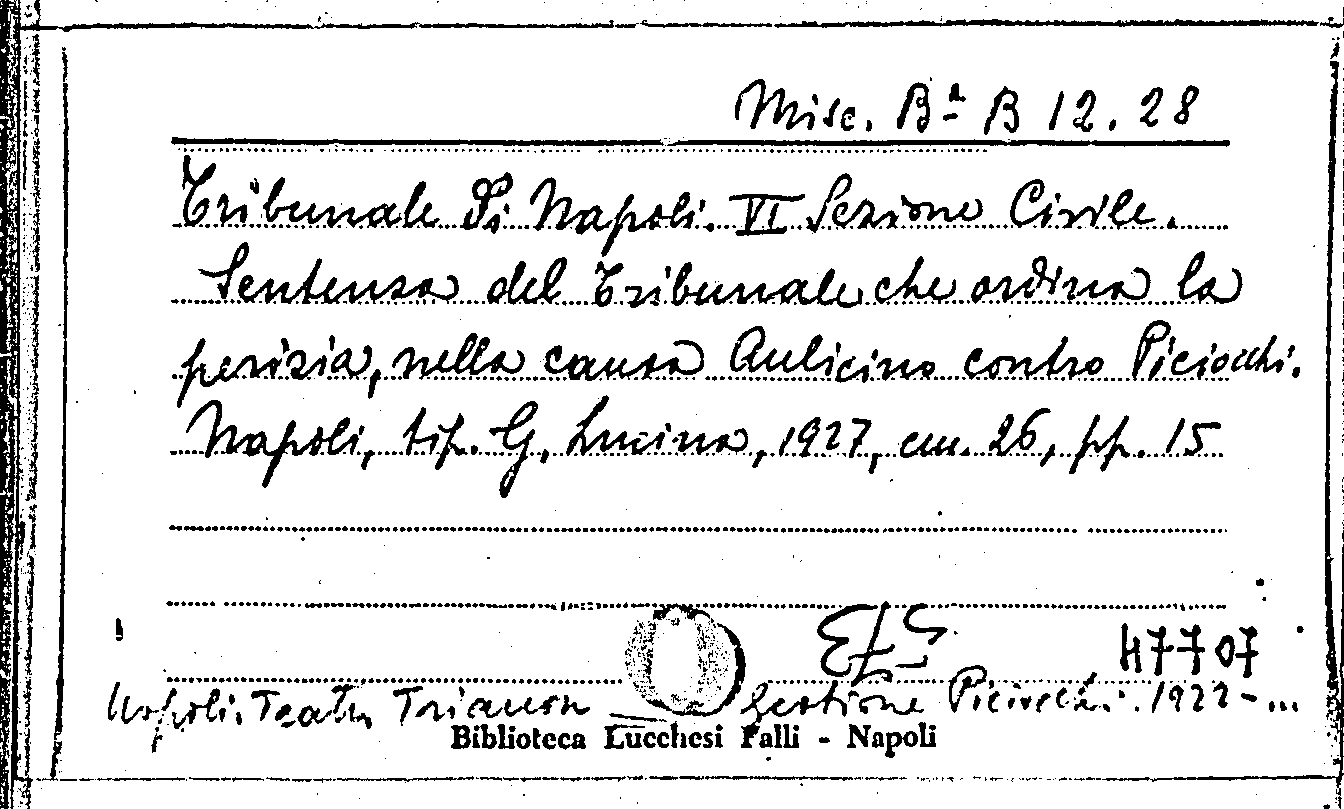 Misc. Bª B 12.28
Tribunale Di Napoli. VI Sezione Civile.
Sentenza del Tribunale che ordina la
perizia, nella causa Aulicino contro Piciocchi.
Napoli, tip. G. Lucina, 1927, cm. 26, pp. 15
47707
Napoli. Teatro Trianon — Gestione Piciocchi. 1922-...
Biblioteca Lucchesi Palli - Napoli